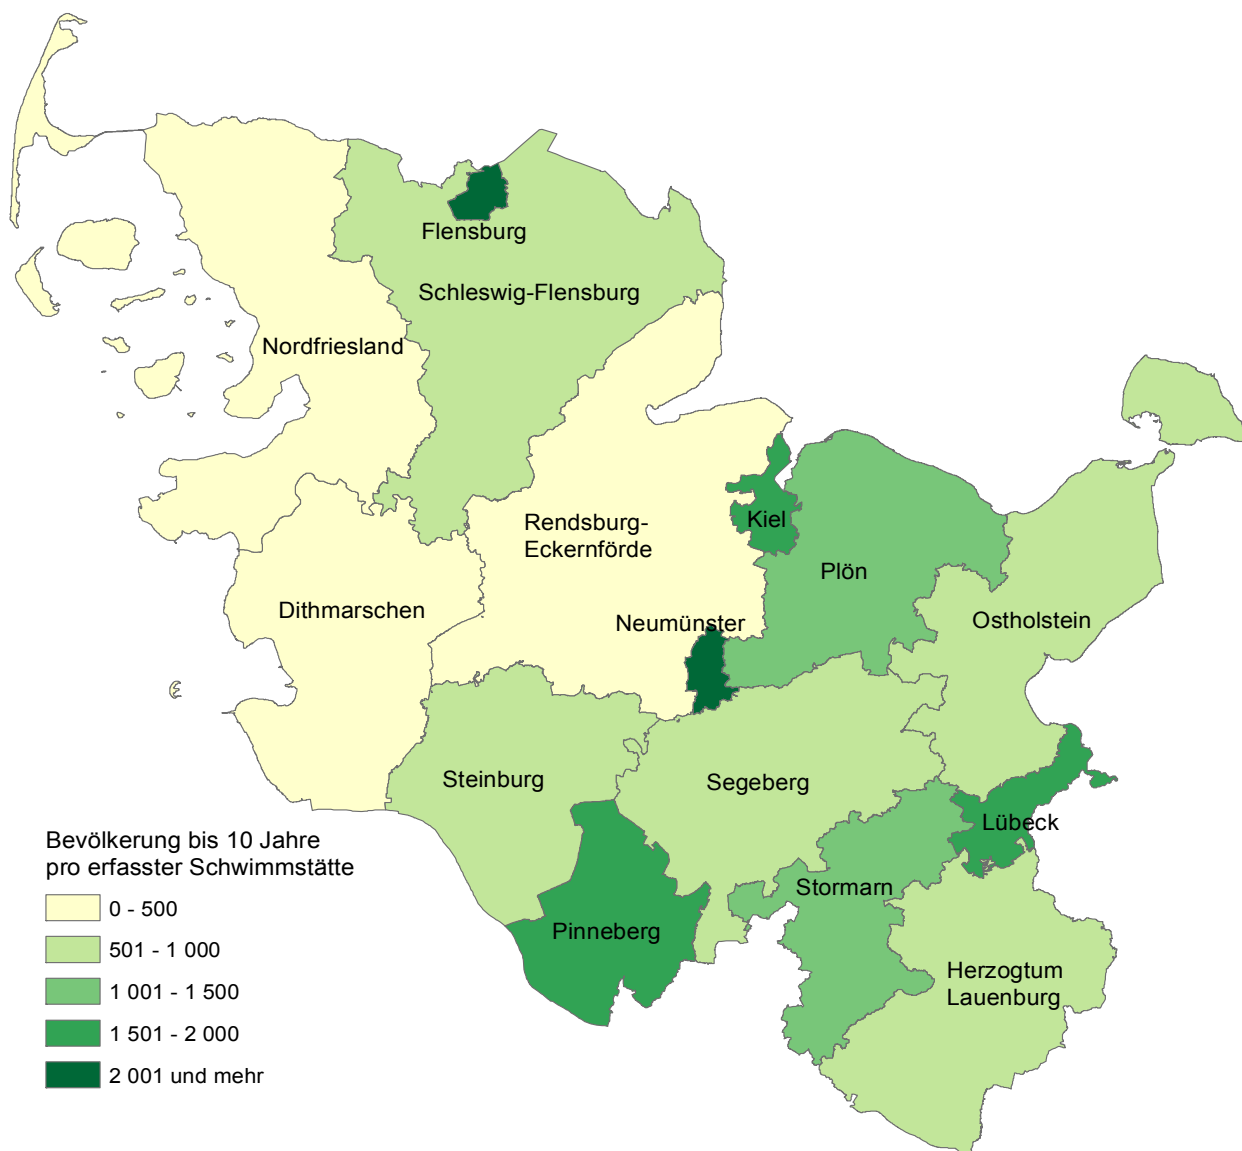 Flensburg
Schleswig-Flensburg
Nordfriesland
Rendsburg-
Eckernförde
Kiel
Plön
Dithmarschen
Neumünster
Ostholstein
Steinburg
Segeberg
Lübeck
Stormarn
Pinneberg
Herzogtum
Lauenburg
Bevölkerung bis 10 Jahre
pro erfasster Schwimmstätte
0 - 500
501 - 1 000
1 001 - 1 500
1 501 - 2 000
2 001 und mehr